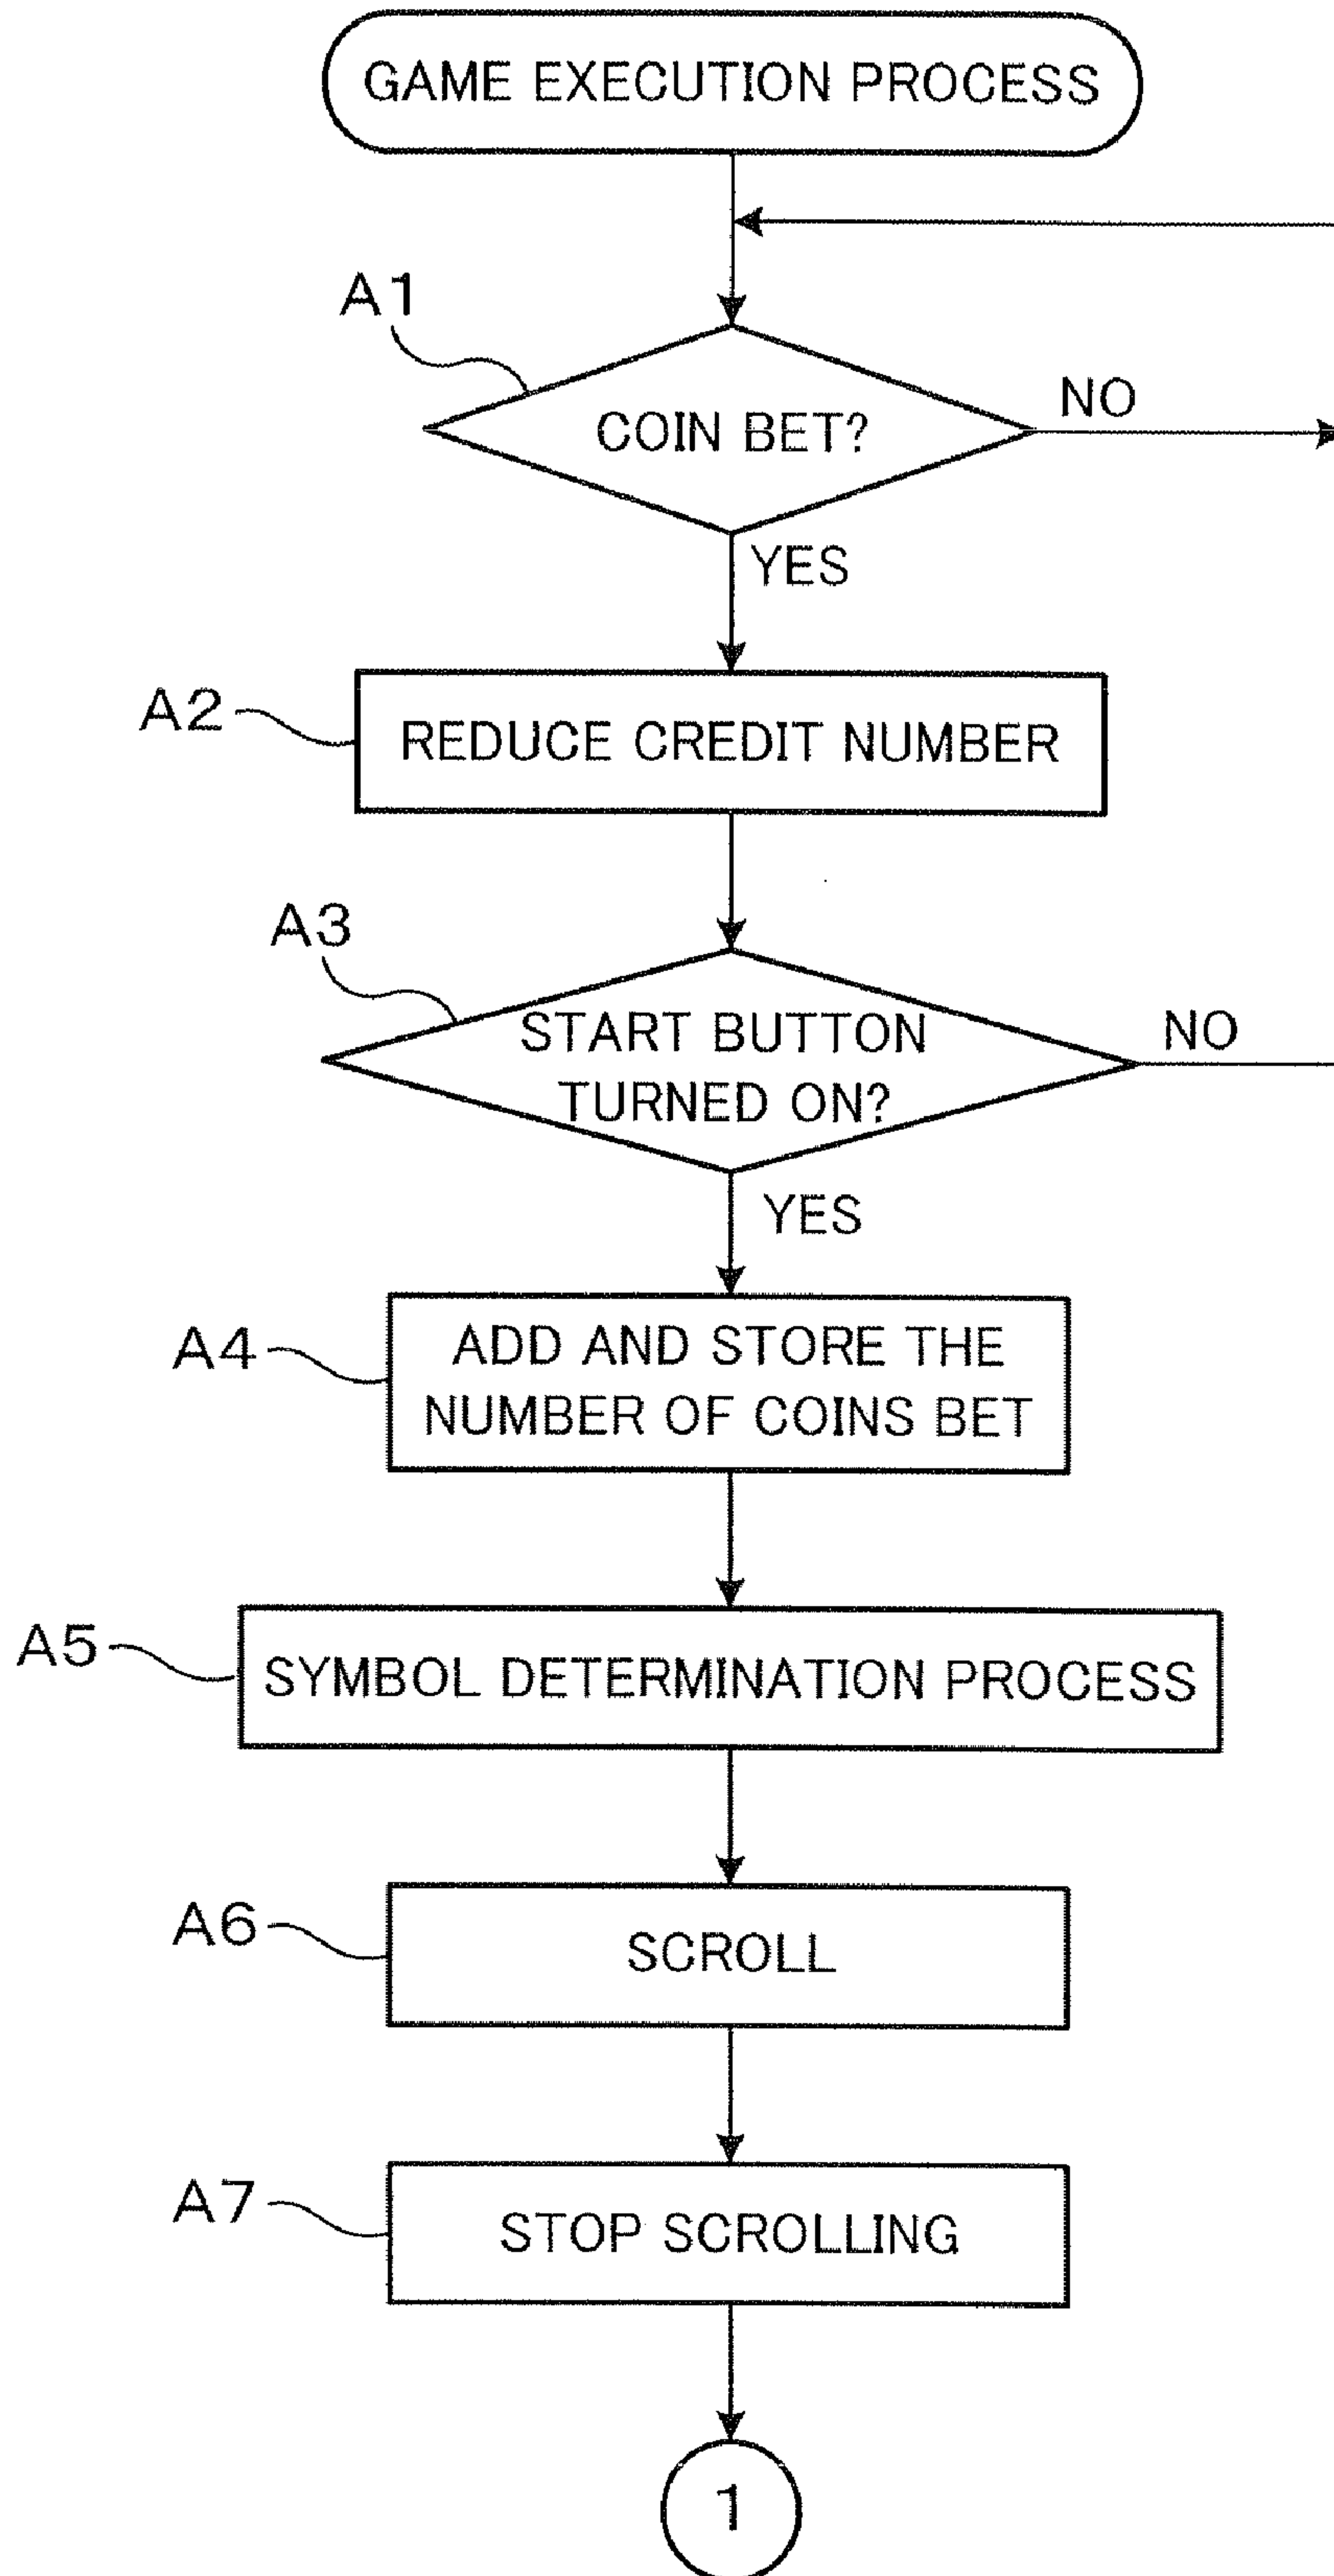 GAME EXECUTION PROCESS
A1
COIN BET?
NO
YES
A2
REDUCE CREDIT NUMBER
A3
START BUTTON
TURNED ON?
NO
YES
A4
ADD AND STORE THE
NUMBER OF COINS BET
A5
SYMBOL DETERMINATION PROCESS
A6
SCROLL
A7
STOP SCROLLING
1